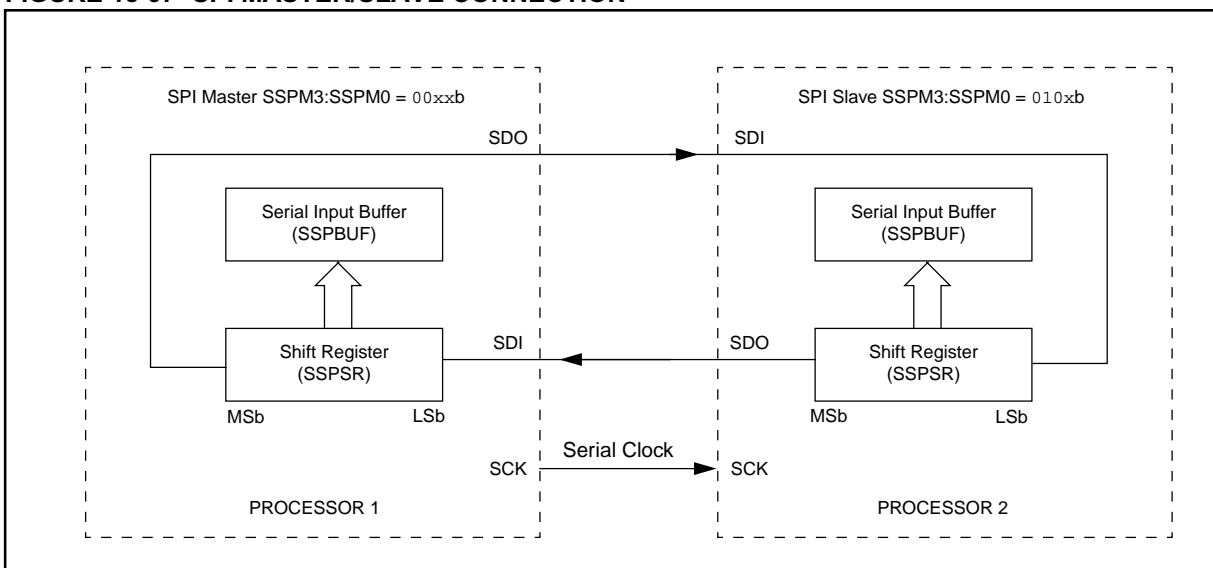 SPI Master SSPM3:SSPM0 = 00xxb
SPI Slave SSPM3:SSPM0 = 010xb
SDO
SDI
Serial Input Buffer
(SSPBUF)
Serial Input Buffer
(SSPBUF)
Shift Register
(SSPSR)
SDI
SDO
Shift Register
(SSPSR)
MSb
LSb
MSb
LSb
Serial Clock
SCK
SCK
PROCESSOR 1
PROCESSOR 2